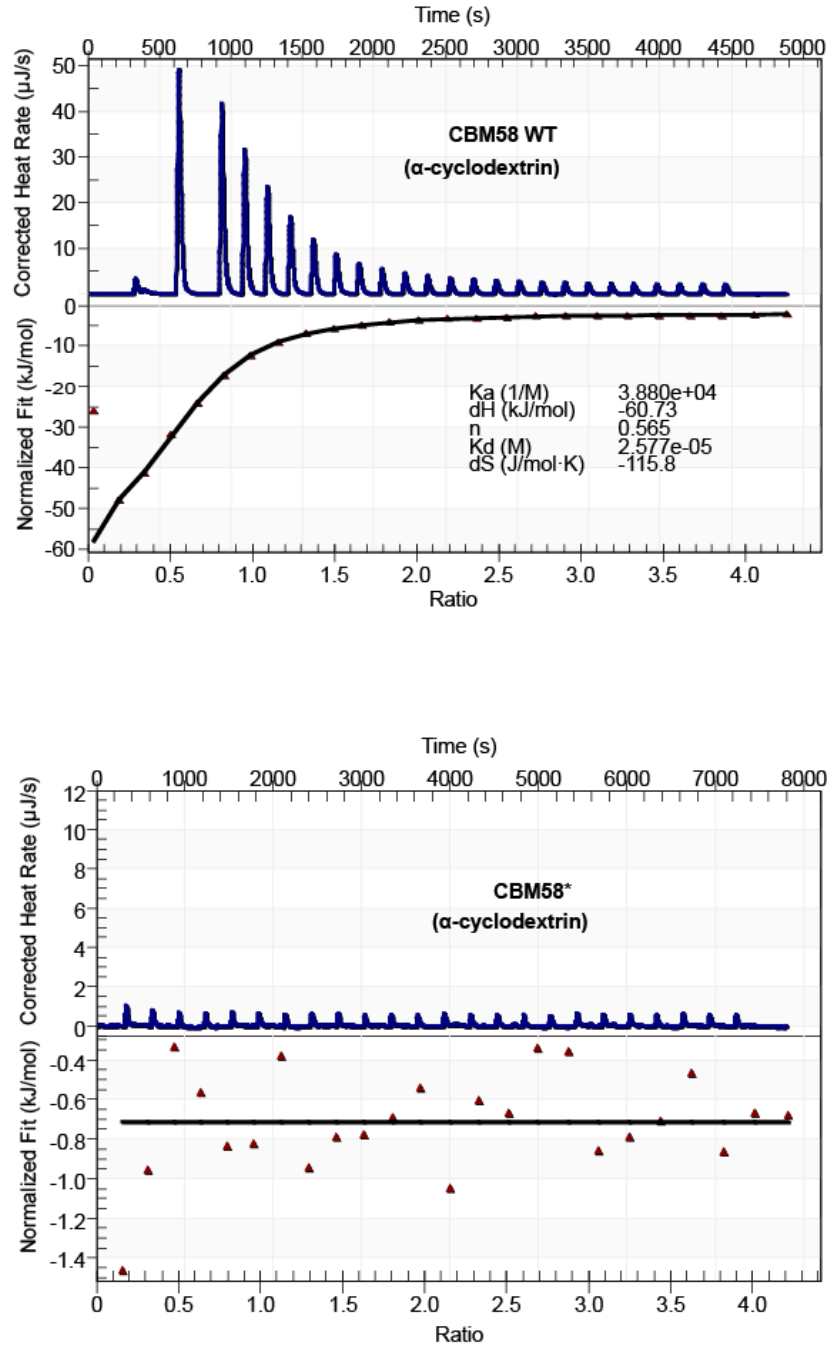 Time (s)
0 500 1000 1500 2000 2500 3000 3500 4000 4500 5000
Corrected Heat Rate (µJ/s)
50
40
30
20
10
CBM58 WT
(α-cyclodextrin)
Normalized Fit (kJ/mol)
0
-10
-20
-30
-40
-50
-60
Ka (1/M) 3.880e+04
dH (kJ/mol) -60.73
n 0.565
Kd (M) 2.577e-05
dS (J/mol·K) -115.8
0 0.5 1.0 1.5 2.0 2.5 3.0 3.5 4.0
Ratio
Time (s)
0 1000 2000 3000 4000 5000 6000 7000 8000
Corrected Heat Rate (µJ/s)
12
10
8
6
4
2
0
CBM58*
(α-cyclodextrin)
Normalized Fit (kJ/mol)
-0.4
-0.6
-0.8
-1.0
-1.2
-1.4
0 0.5 1.0 1.5 2.0 2.5 3.0 3.5 4.0
Ratio